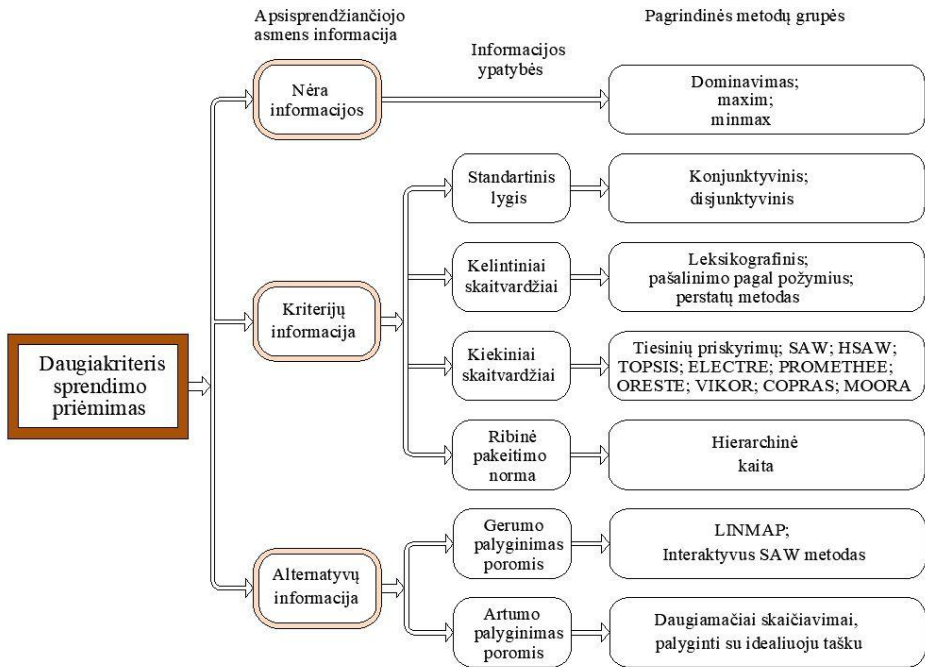 Apsisprendžiančiojo
asmens informacija
Informacijos
ypatybės
Pagrindinės metodų grupės
Nėra
informacijos
Dominavimas;
maxim;
minmax
Standartinis
lygis
Konjunktyvinis;
disjunktyvinis
Kelintiniai
skaitvardžiai
Leksikografinis;
pašalinimo pagal požymius;
perstatų metodas
Kriterijų
informacija
Kiekiniai
skaitvardžiai
Tiesinių priskyrimų; SAW; HSAW;
TOPSIS; ELECTRE; PROMETHEE;
ORESTE; VIKOR; COPRAS; MOORA
Daugiakriteris
sprendimo
priėmimas
Ribinė
pakeitimo
norma
Hierarchinė
kaita
Gerumo
palyginimas
poromis
LINMAP;
Interaktyvus SAW metodas
Alternatyvų
informacija
Artumo
palyginimas
poromis
Daugiamačiai skaičiavimai,
palyginti su idealiuoju tašku